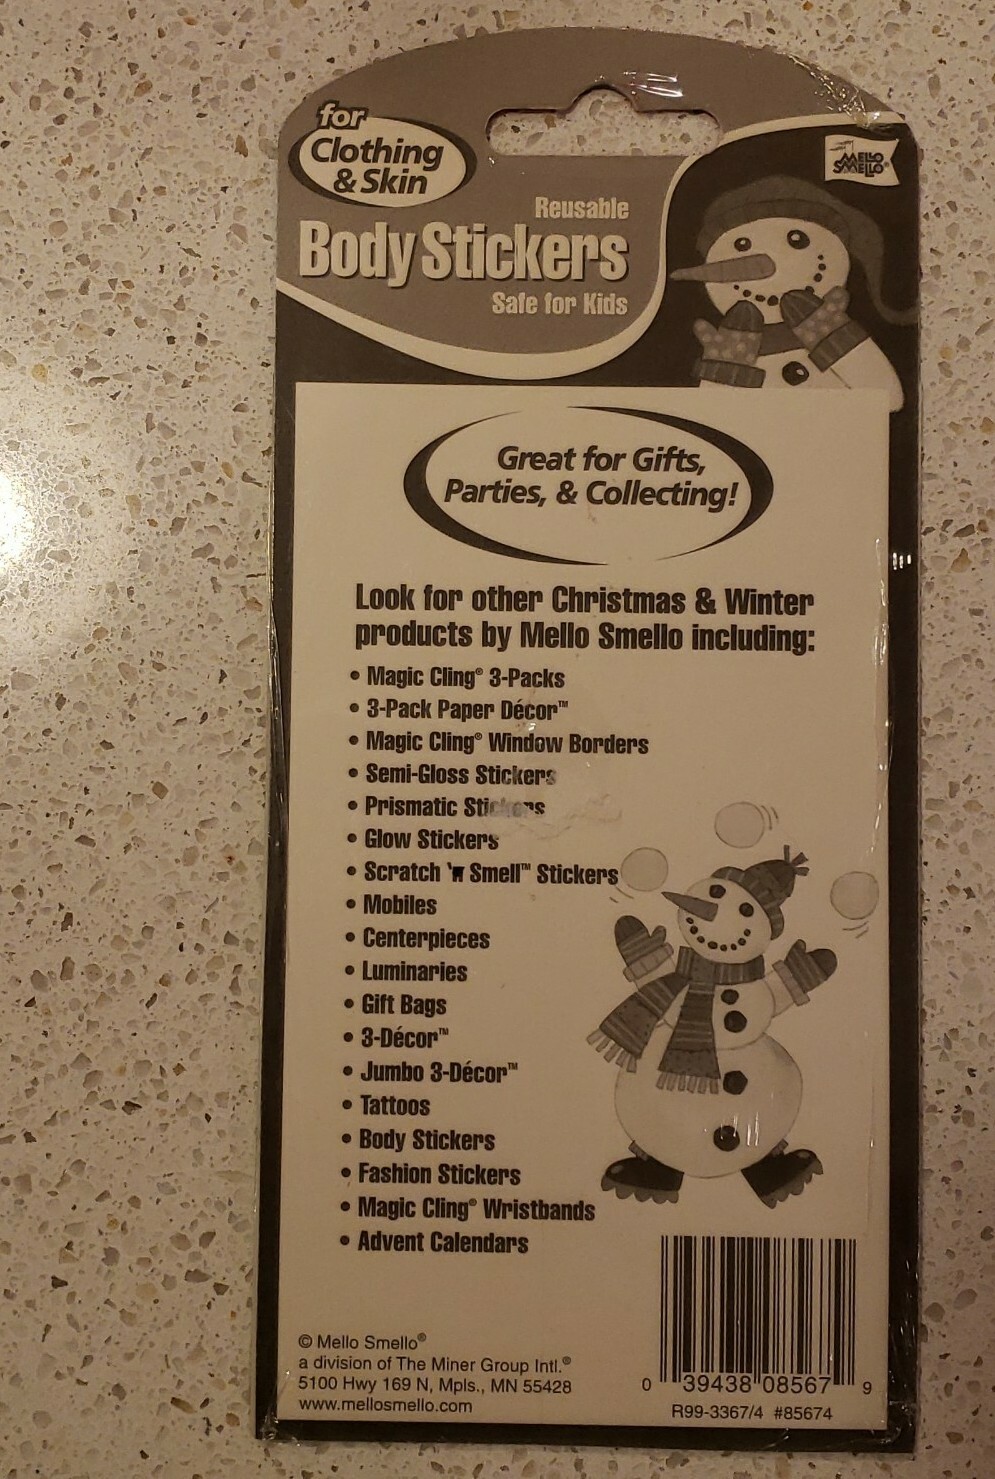 for
Clothing
& Skin
MELLO
SMELLO®
Reusable
Body Stickers
Safe for Kids
Great for Gifts,
Parties, & Collecting!
Look for other Christmas & Winter
products by Mello Smello including:
• Magic Cling® 3-Packs
• 3-Pack Paper Décor™
• Magic Cling® Window Borders
• Semi-Gloss Stickers
• Prismatic Stickers
• Glow Stickers
• Scratch 'n Smell™ Stickers
• Mobiles
• Centerpieces
• Luminaries
• Gift Bags
• 3-Décor™
• Jumbo 3-Décor™
• Tattoos
• Body Stickers
• Fashion Stickers
• Magic Cling® Wristbands
• Advent Calendars
© Mello Smello®
a division of The Miner Group Intl.®
5100 Hwy 169 N, Mpls., MN 55428
www.mellosmello.com
0 39438 08567 9
R99-3367/4 #85674